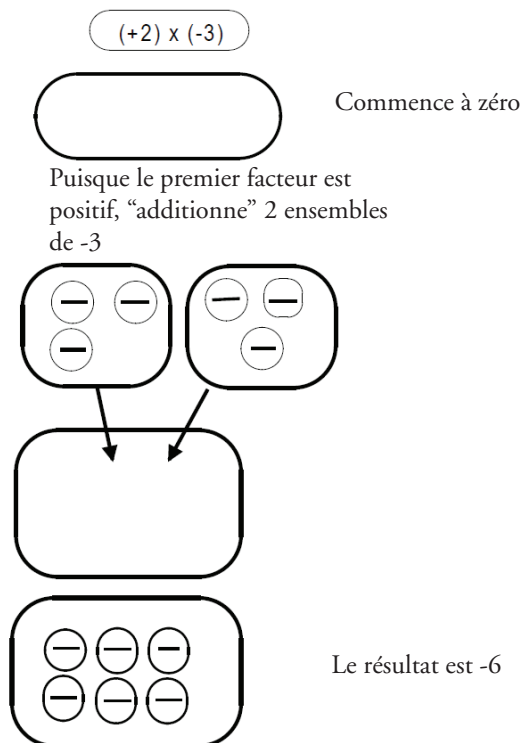 (+2) x (-3)
Commence à zéro
Puisque le premier facteur est
positif, “additionne” 2 ensembles
de -3
Le résultat est -6